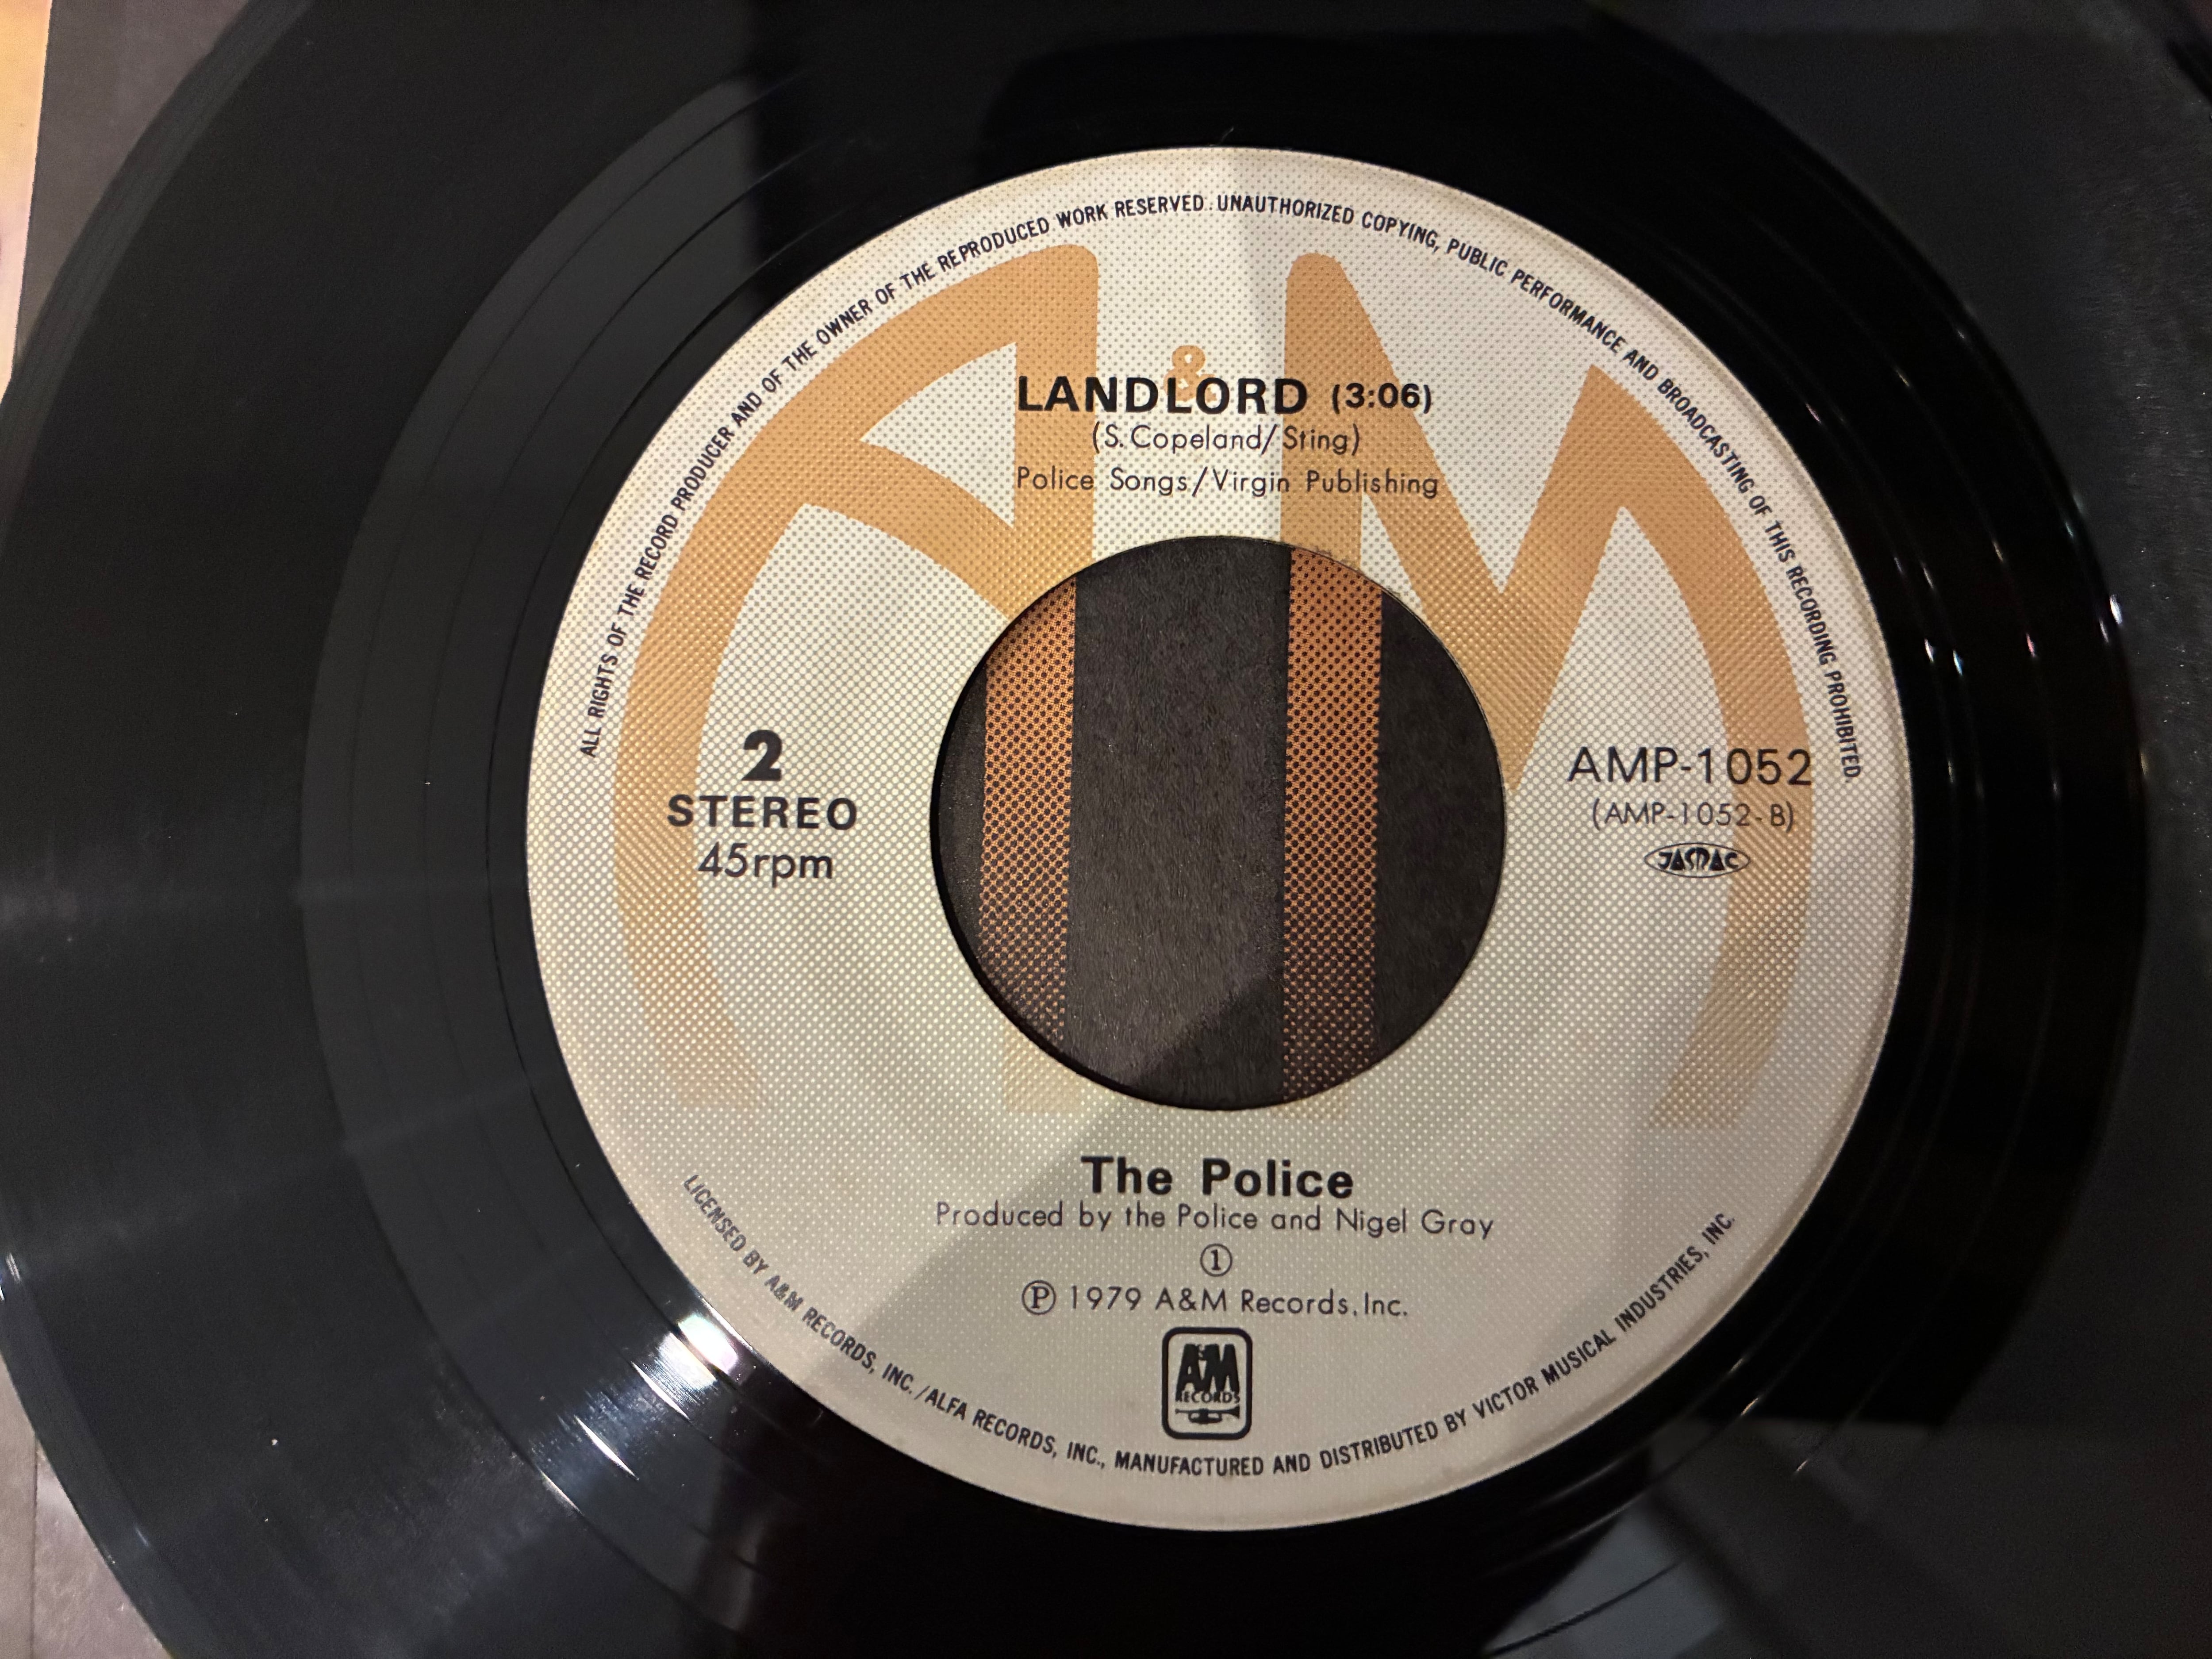 ALL RIGHTS OF THE RECORD PRODUCER AND OF THE OWNER OF THE REPRODUCED WORK RESERVED. UNAUTHORIZED COPYING, PUBLIC PERFORMANCE AND BROADCASTING OF THIS RECORDING PROHIBITED.
A&M
LANDLORD (3:06)
(S. Copeland/Sting)
Police Songs/Virgin Publishing
2
STEREO
45rpm
AMP-1052
(AMP-1052-B)
JASRAC
The Police
Produced by the Police and Nigel Gray
①
Ⓟ 1979 A&M Records, Inc.
A&M
RECORDS
LICENSED BY A&M RECORDS, INC./ALFA RECORDS, INC., MANUFACTURED AND DISTRIBUTED BY VICTOR MUSICAL INDUSTRIES, INC.